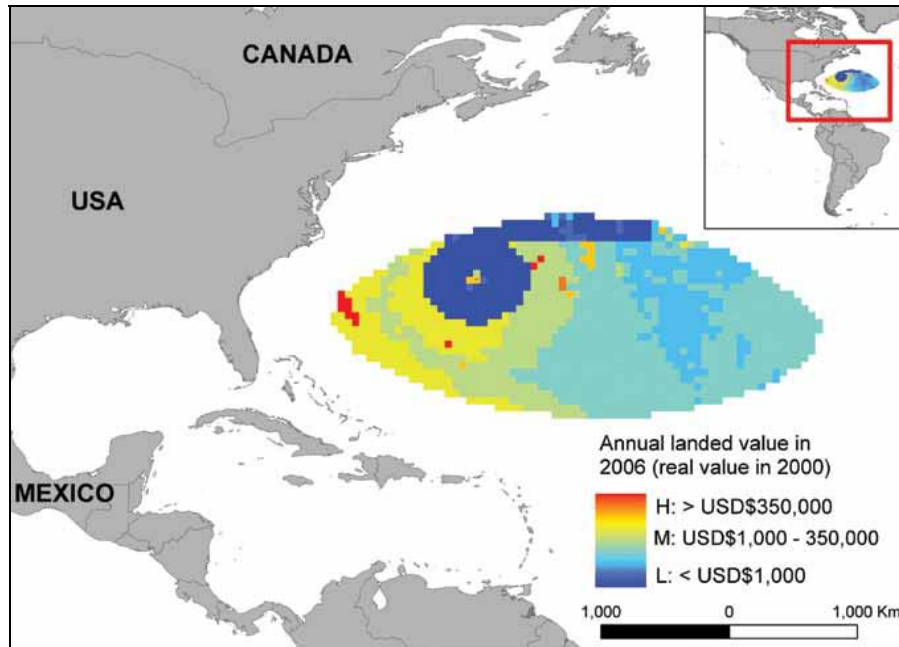 CANADA
USA
MEXICO
Annual landed value in
2006 (real value in 2000)
H: > USD$350,000
M: USD$1,000 - 350,000
L: < USD$1,000
1,000 0 1,000 Km